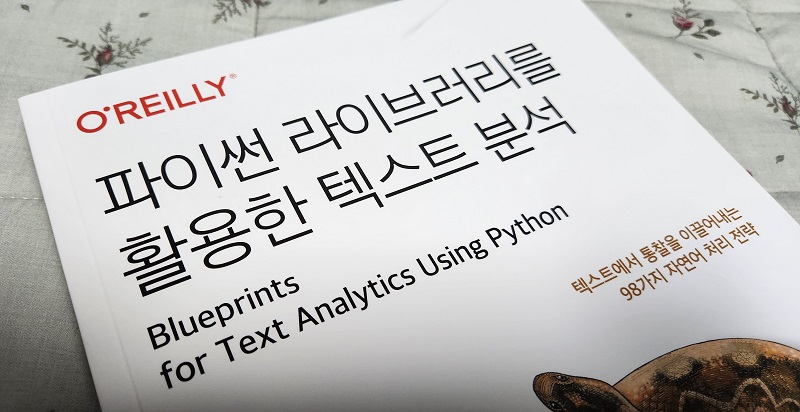 O'REILLY®
파이썬 라이브러리를
활용한 텍스트 분석
Blueprints
for Text Analytics Using Python
텍스트에서 통찰을 이끌어내는
98가지 자연어 처리 전략